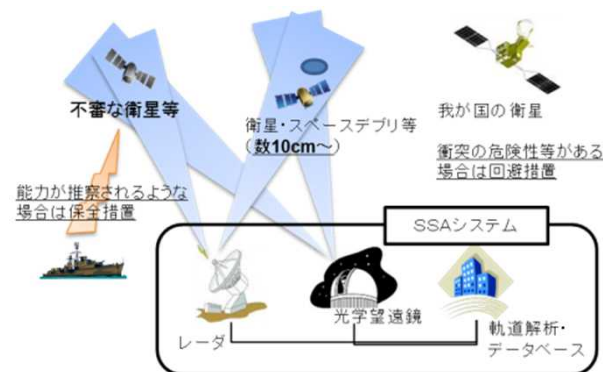 不審な衛星等
衛星・スペースデブリ等
(数10cm～)
我が国の衛星
衝突の危険性等がある
場合は回避措置
能力が推察されるような
場合は保全措置
SSAシステム
レーダ
光学望遠鏡
軌道解析・
データベース